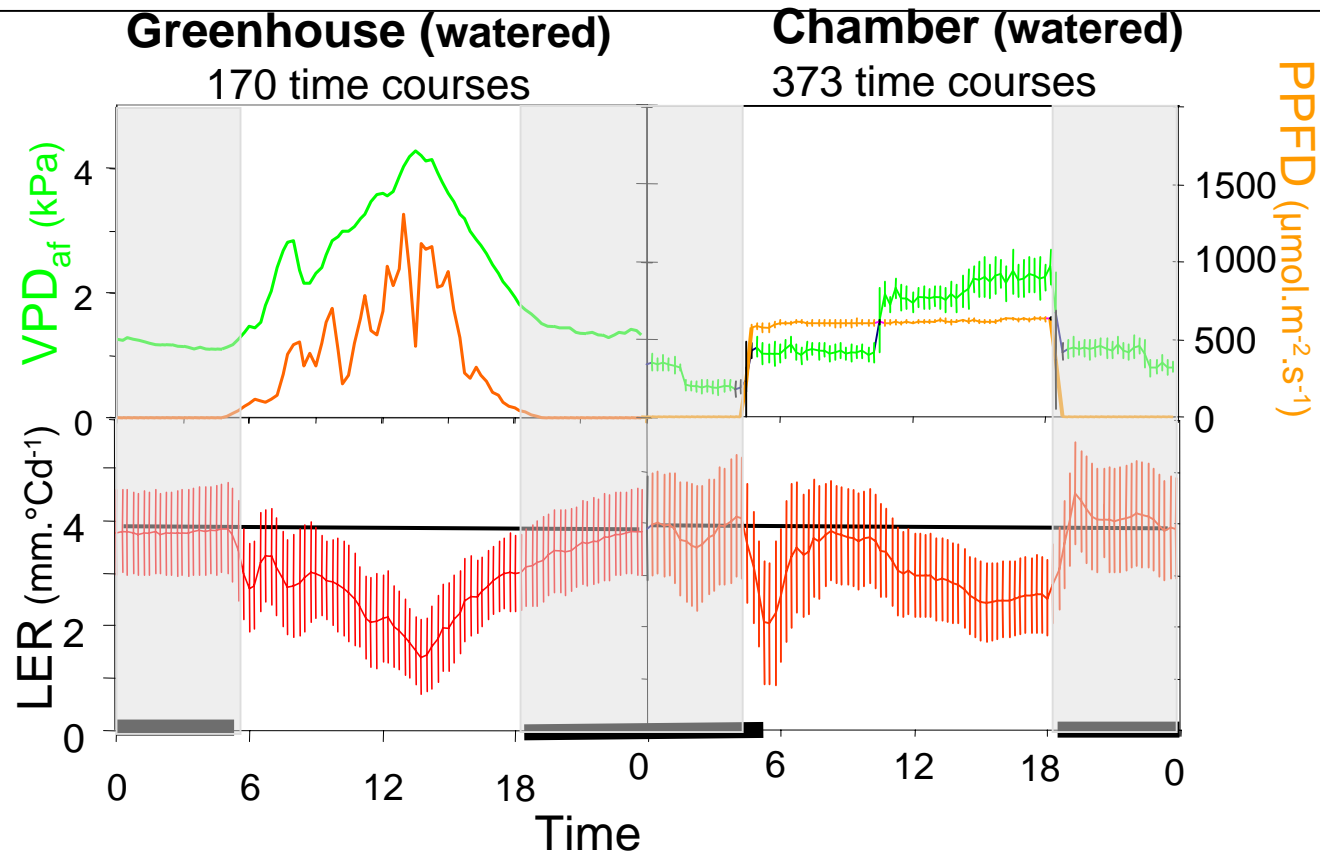 Greenhouse (watered)
170 time courses
Chamber (watered)
373 time courses
VPDaf (kPa)
4
2
0
PPFD (µmol.m-2.s-1)
1500
1000
500
0
LER (mm.°Cd-1)
4
2
0
0 6 12 18 0 6 12 18 0
Time